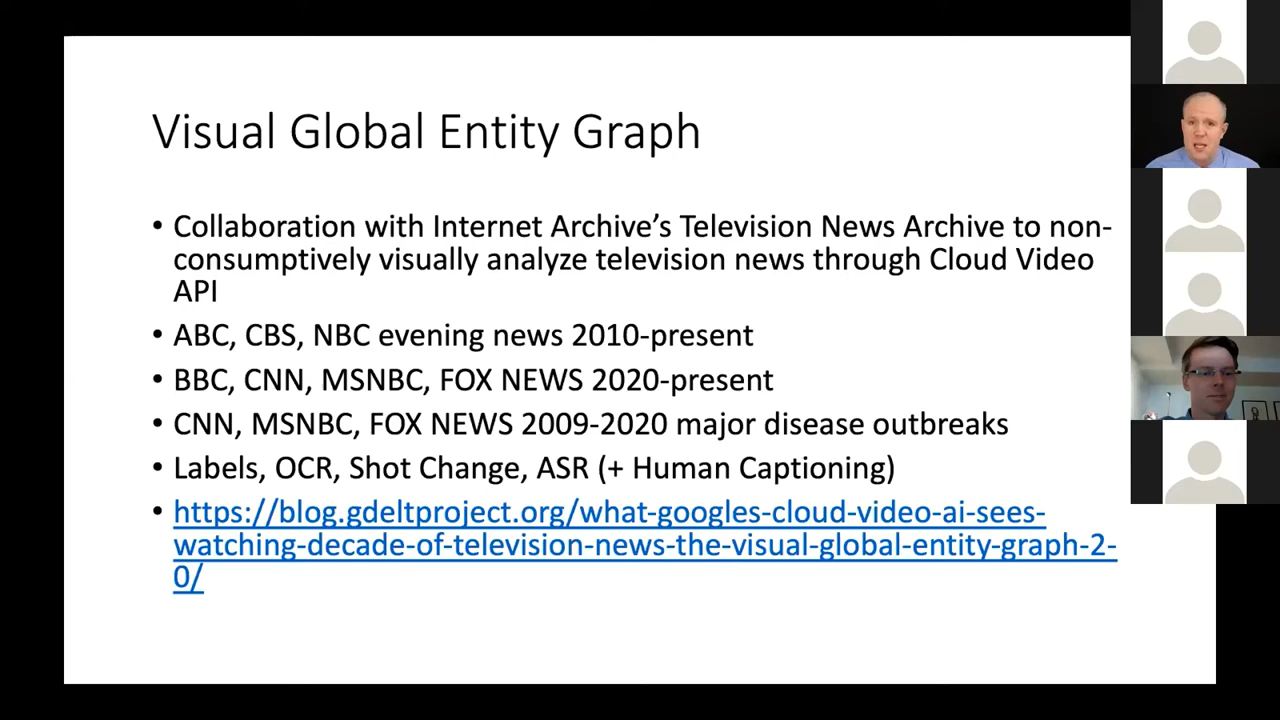 Visual Global Entity Graph
• Collaboration with Internet Archive’s Television News Archive to non-
consumptively visually analyze television news through Cloud Video
API
• ABC, CBS, NBC evening news 2010-present
• BBC, CNN, MSNBC, FOX NEWS 2020-present
• CNN, MSNBC, FOX NEWS 2009-2020 major disease outbreaks
• Labels, OCR, Shot Change, ASR (+ Human Captioning)
• https://blog.gdeltproject.org/what-googles-cloud-video-ai-sees-
watching-decade-of-television-news-the-visual-global-entity-graph-2-
0/